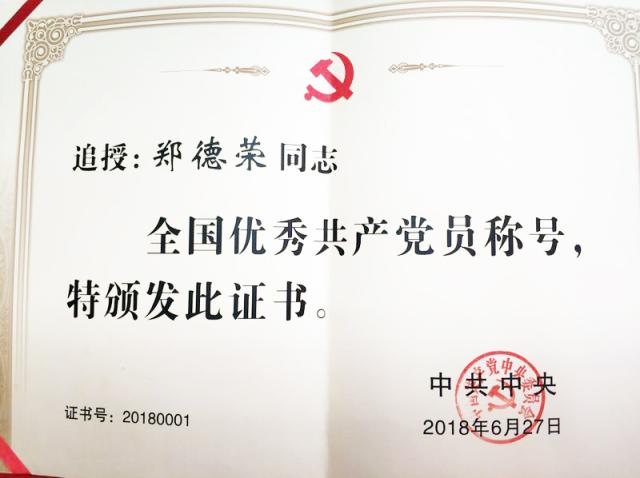 追授：郑德荣同志
全国优秀共产党员称号，
特颁发此证书。
中共中央
证书号：20180001
2018年6月27日